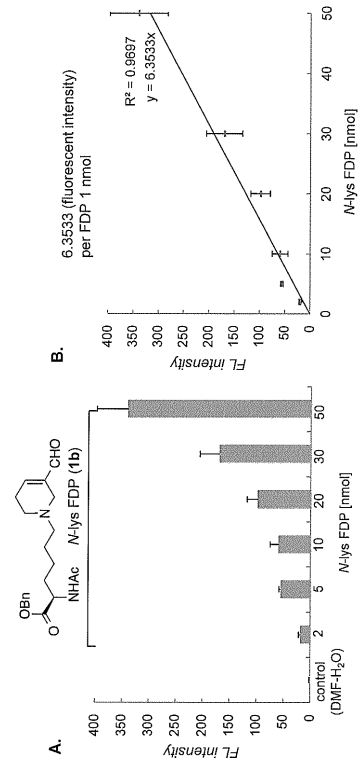 A.
OBn
O
NHAc
N
CHO
N-lys FDP (1b)
400
350
300
250
200
150
100
50
0
FL intensity
control
(DMF-H₂O)
2
5
10
20
30
50
N-lys FDP [nmol]
B.
6.3533 (fluorescent intensity)
per FDP 1 nmol
R² = 0.9697
y = 6.3533x
400
350
300
250
200
150
100
50
0
FL intensity
0
10
20
30
40
50
N-lys FDP [nmol]